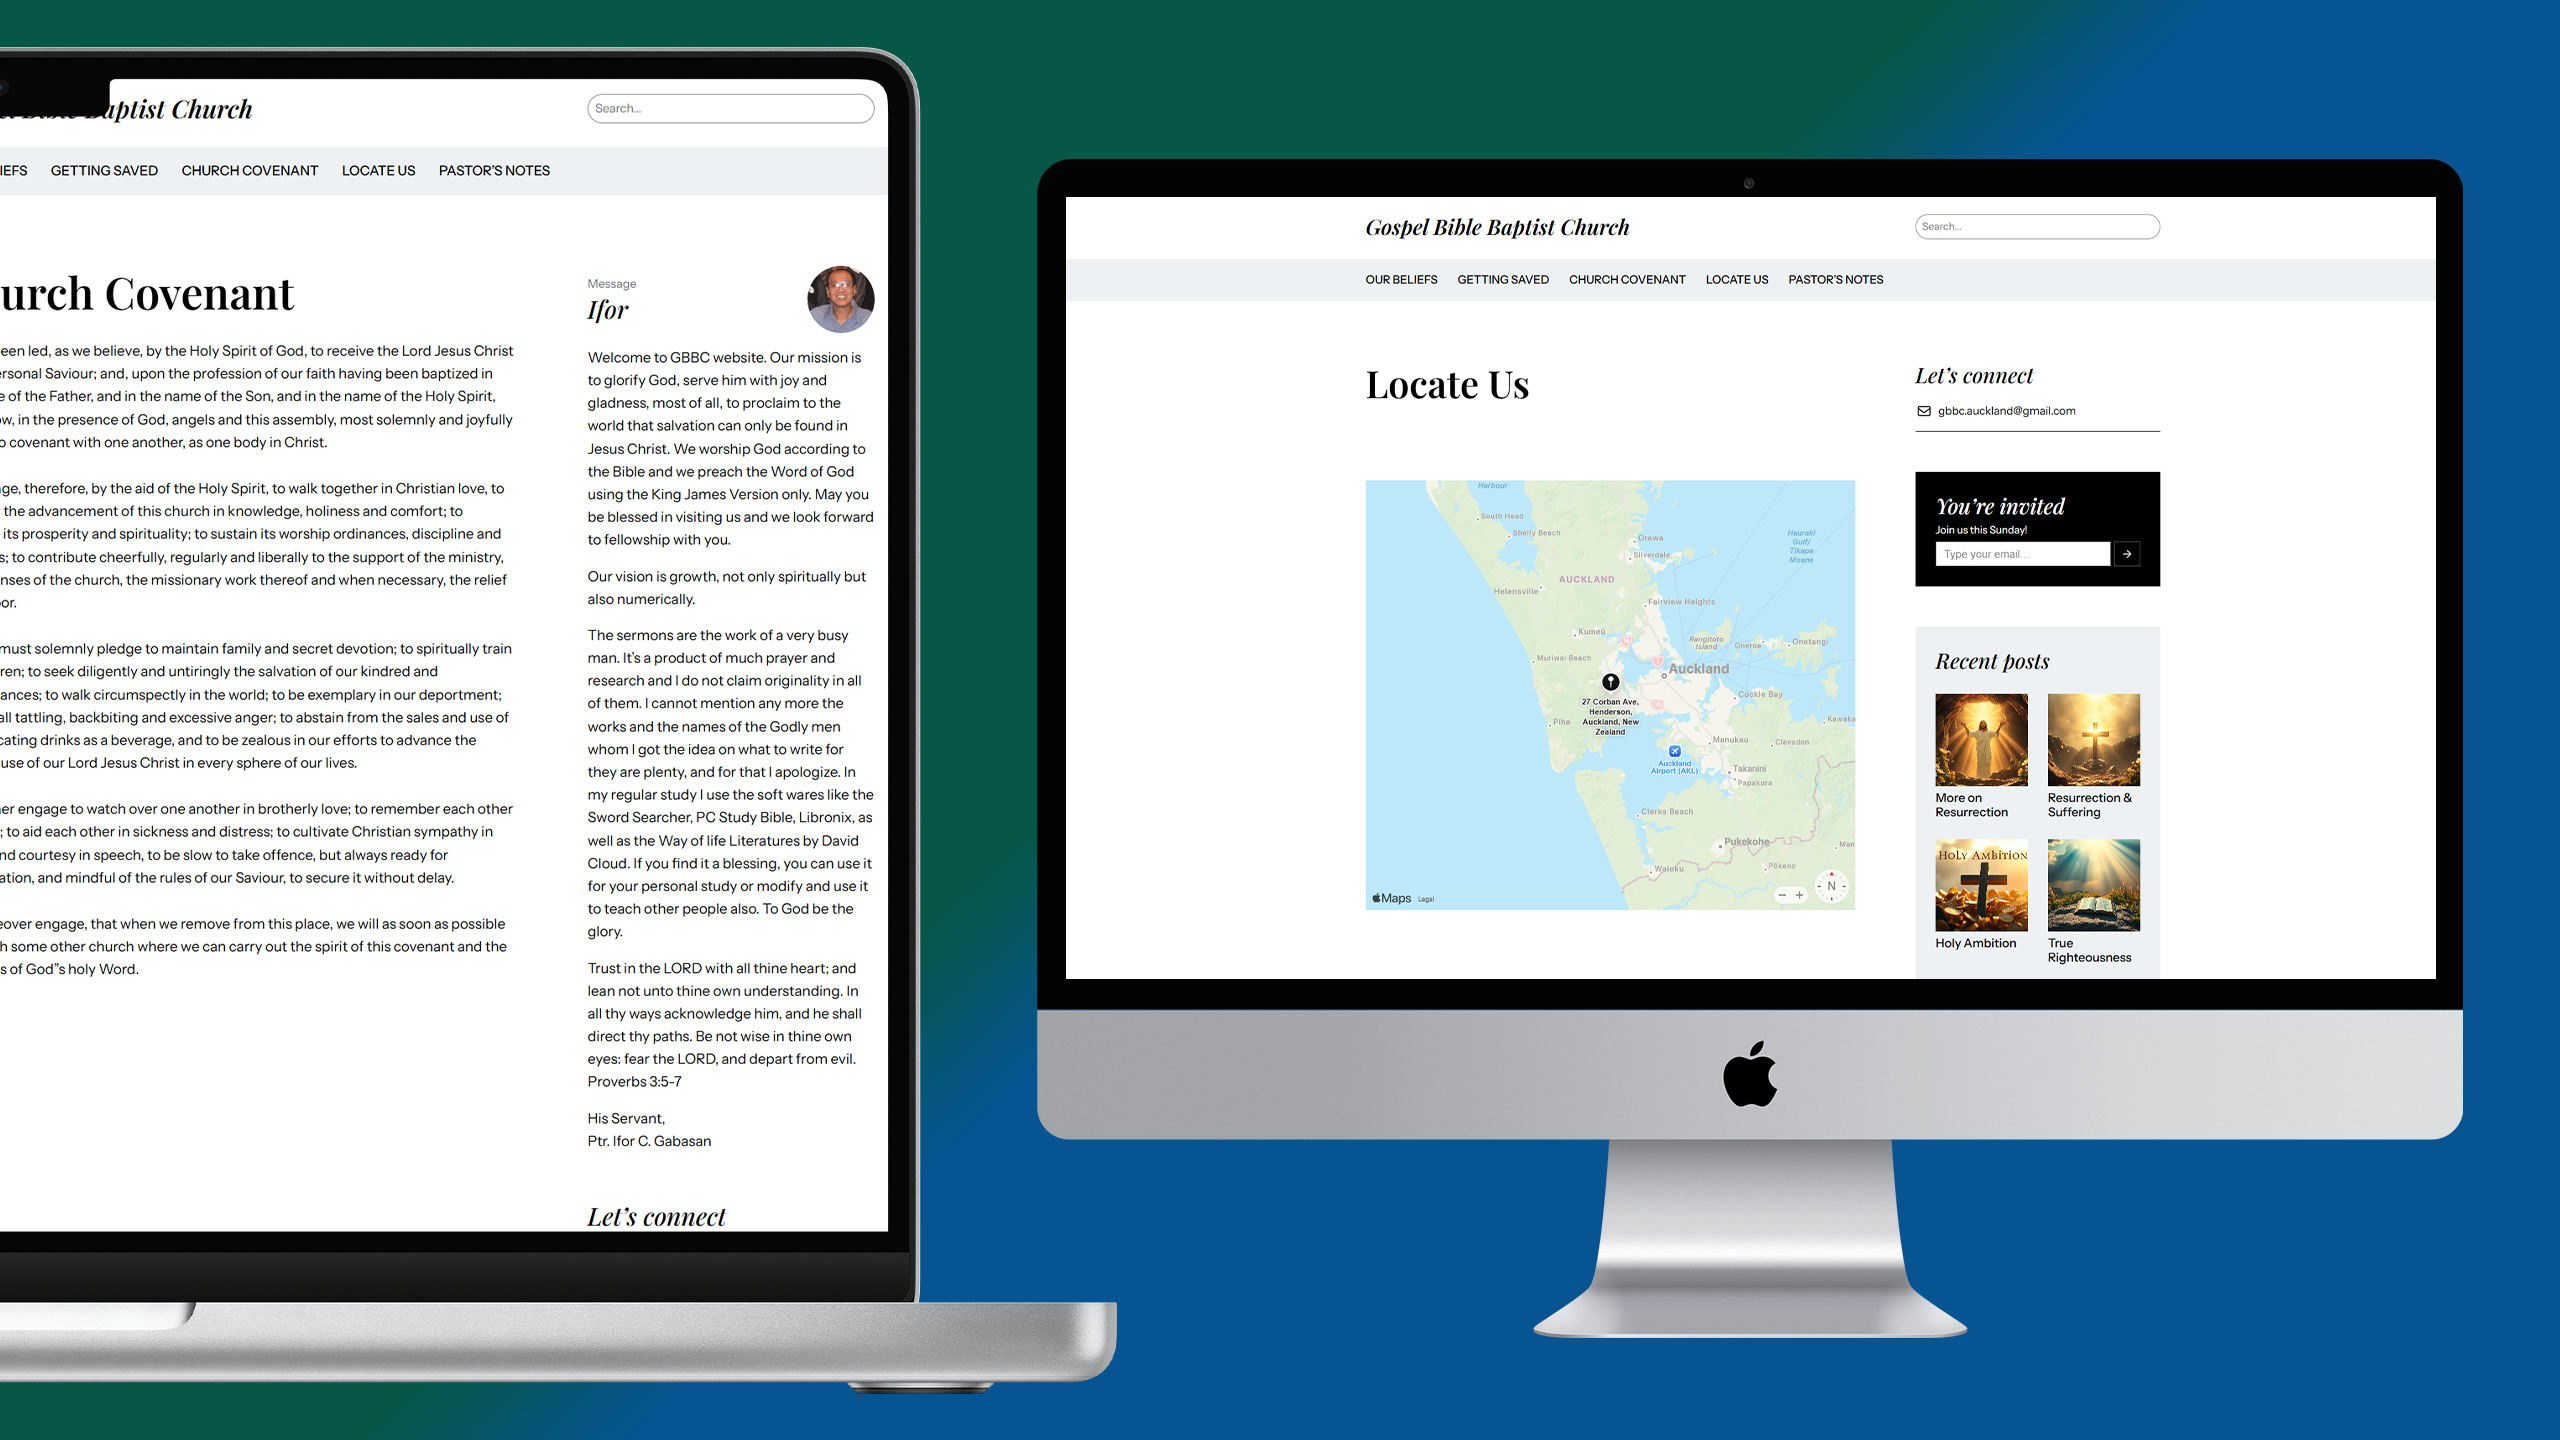 Baptist Church
Search...
GETTING SAVED
CHURCH COVENANT
LOCATE US
PASTOR'S NOTES
Covenant
led, as we believe, by the Holy Spirit of God, to receive the Lord Jesus Christ
Saviour; and, upon the profession of our faith having been baptized in
of the Father, and in the name of the Son, and in the name of the Holy Spirit,
in the presence of God, angels and this assembly, most solemnly and joyfully
covenant with one another, as one body in Christ.
therefore, by the aid of the Holy Spirit, to walk together in Christian love, to
the advancement of this church in knowledge, holiness and comfort; to
its prosperity and spirituality; to sustain its worship ordinances, discipline and
to contribute cheerfully, regularly and liberally to the support of the ministry,
of the church, the missionary work thereof and when necessary, the relief
must solemnly pledge to maintain family and secret devotion; to spiritually train
to seek diligently and untiringly the salvation of our kindred and
to walk circumspectly in the world; to be exemplary in our deportment;
all tattling, backbiting and excessive anger; to abstain from the sales and use of
drinks as a beverage, and to be zealous in our efforts to advance the
of our Lord Jesus Christ in every sphere of our lives.
engage to watch over one another in brotherly love; to remember each other
to aid each other in sickness and distress; to cultivate Christian sympathy in
courtesy in speech, to be slow to take offence, but always ready for
and mindful of the rules of our Saviour, to secure it without delay.
engage, that when we remove from this place, we will as soon as possible
some other church where we can carry out the spirit of this covenant and the
of God"s holy Word.
Message
Ifor
Welcome to GBBC website. Our mission is
to glorify God, serve him with joy and
gladness, most of all, to proclaim to the
world that salvation can only be found in
Jesus Christ. We worship God according to
the Bible and we preach the Word of God
using the King James Version only. May you
be blessed in visiting us and we look forward
to fellowship with you.
Our vision is growth, not only spiritually but
also numerically.
The sermons are the work of a very busy
man. It's a product of much prayer and
research and I do not claim originality in all
of them. I cannot mention any more the
works and the names of the Godly men
whom I got the idea on what to write for
they are plenty, and for that I apologize. In
my regular study I use the soft wares like the
Sword Searcher, PC Study Bible, Libronix, as
well as the Way of life Literatures by David
Cloud. If you find it a blessing, you can use it
for your personal study or modify and use it
to teach other people also. To God be the
glory.
Trust in the LORD with all thine heart; and
lean not unto thine own understanding. In
all thy ways acknowledge him, and he shall
direct thy paths. Be not wise in thine own
eyes: fear the LORD, and depart from evil.
Proverbs 3:5-7
His Servant,
Ptr. Ifor C. Gabasan
Let's connect
Gospel Bible Baptist Church
Search...
OUR BELIEFS
GETTING SAVED
CHURCH COVENANT
LOCATE US
PASTOR'S NOTES
Locate Us
Harbour
South Head
Shelly Beach
Orewa
Silverdale
Hauraki
Gulf/
Tikapa
Moana
AUCKLAND
Helensville
Fairview Heights
Kumeū
Rangitoto
Island
Oneroa
Onetangi
Muriwai Beach
Auckland
Cockle Bay
27 Corban Ave,
Henderson,
Auckland, New
Zealand
Piha
Kawaka
Manukau
Clevedon
Auckland
Airport (AKL)
Takanini
Papakura
Clarks Beach
Pukekohe
Man
Waiuku
Pōkeno
N
Maps
Legal
Let's connect
gbbc.auckland@gmail.com
You're invited
Join us this Sunday!
Type your email...
Recent posts
More on
Resurrection
Resurrection &
Suffering
HOLY AMBITION
Holy Ambition
True
Righteousness